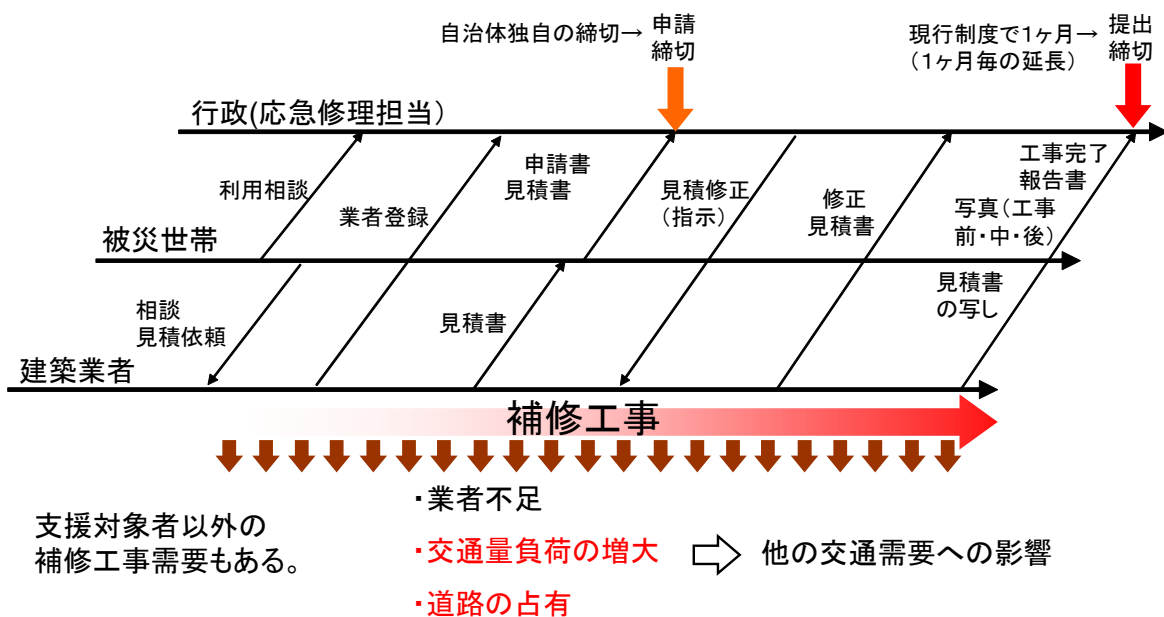 自治体独自の締切→ 申請
締切
現行制度で1ヶ月→ 提出
（1ヶ月毎の延長） 締切
行政(応急修理担当）
利用相談
業者登録
申請書
見積書
見積修正
（指示）
修正
見積書
工事完了
報告書
写真（工事
前・中・後）
被災世帯
相談
見積依頼
見積書
見積書
の写し
建築業者
補修工事
支援対象者以外の
補修工事需要もある。
・業者不足
・交通量負荷の増大
他の交通需要への影響
・道路の占有